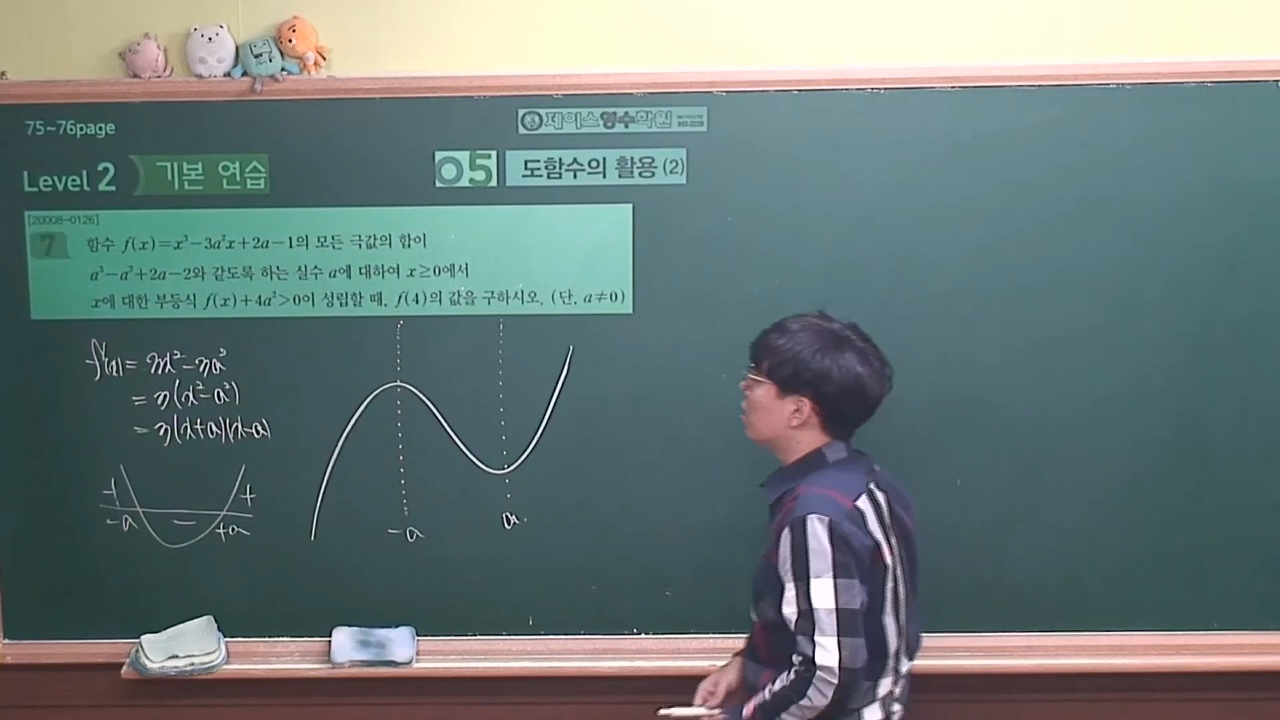 75~76page
제이스영수학원
Level 2 기본 연습
05 도함수의 활용 (2)
[20008-0126]
7 함수 f(x)=x³-3a²x+2a-1의 모든 극값의 합이
a³-a²+2a-2와 같도록 하는 실수 a에 대하여 x≥0에서
x에 대한 부등식 f(x)+4a²>0이 성립할 때, f(4)의 값을 구하시오. (단, a≠0)
f'(x) = 3x²-3a²
= 3(x²-a²)
= 3(x+a)(x-a)
+ +
-a - +a
-a a